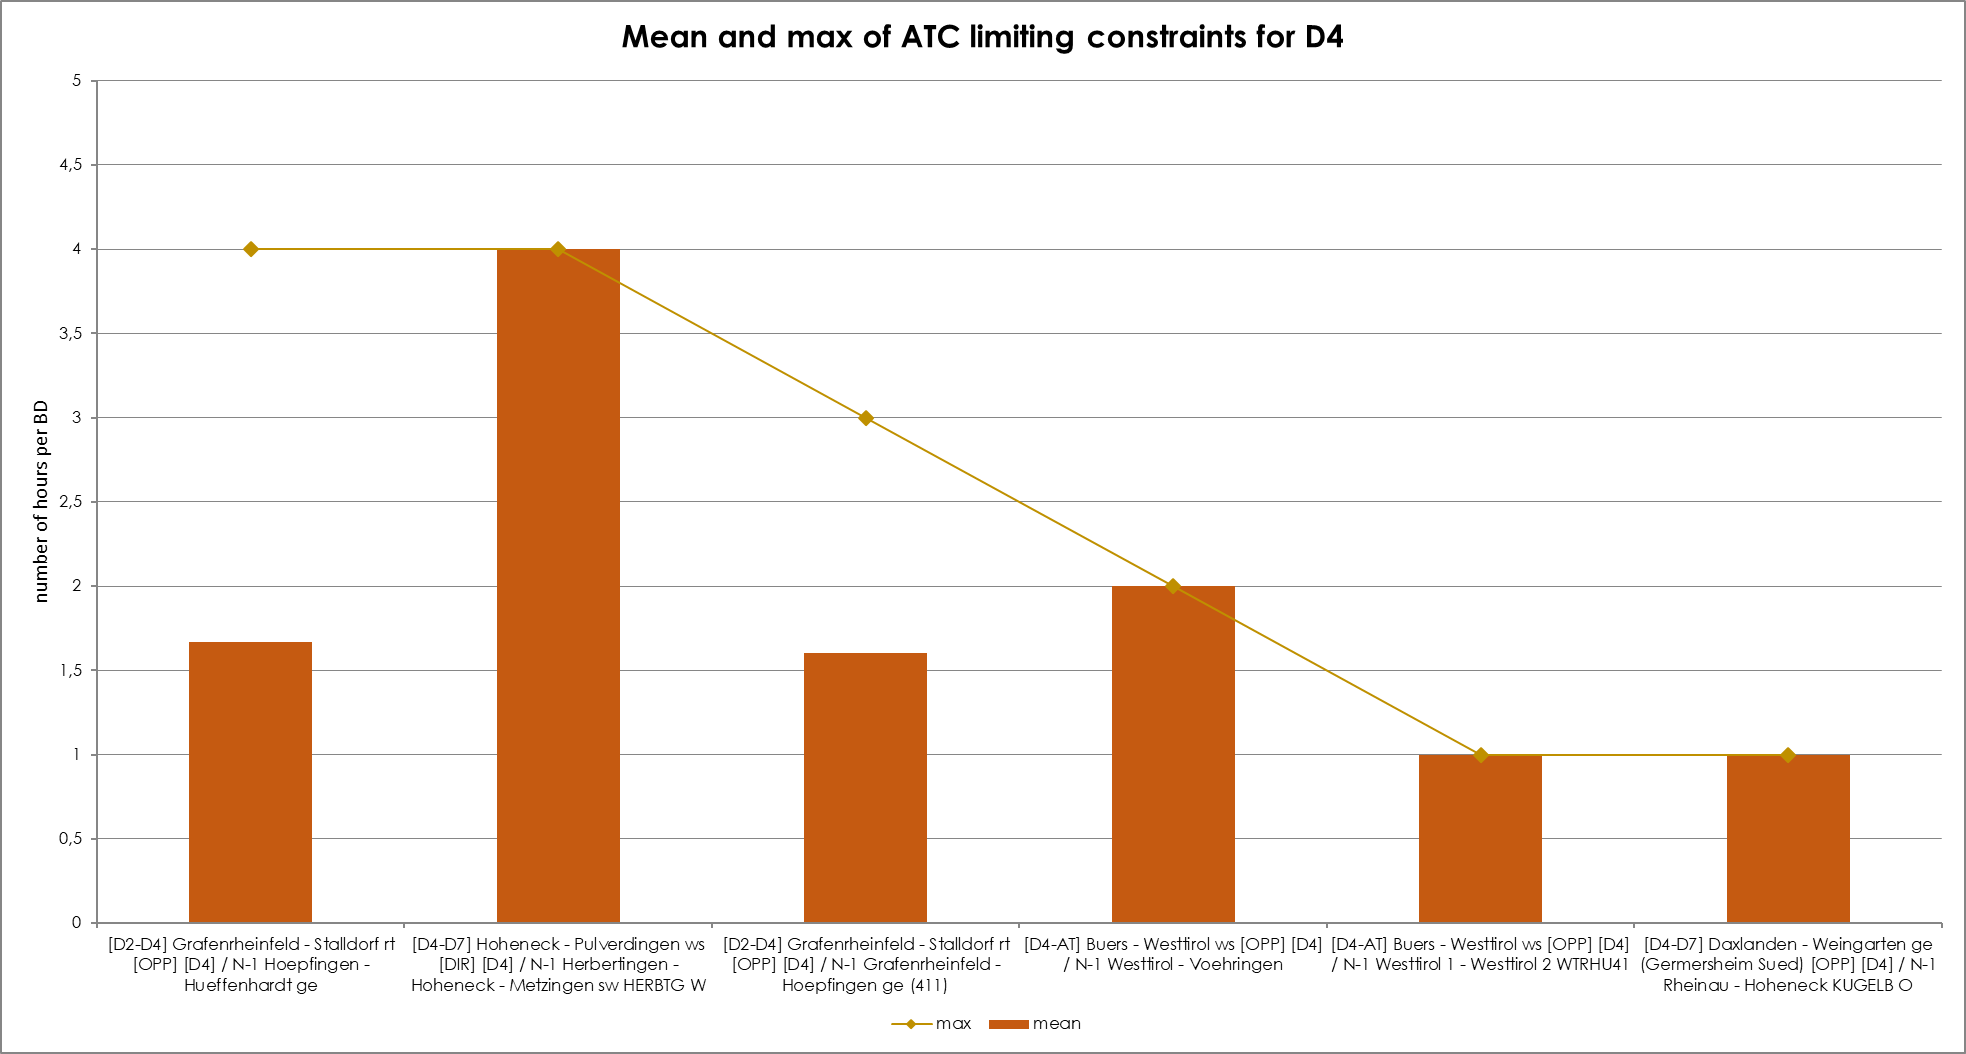 Mean and max of ATC limiting constraints for D4
number of hours per BD
5
4,5
4
3,5
3
2,5
2
1,5
1
0,5
0
[D2-D4] Grafenrheinfeld - Stalldorf rt
[OPP] [D4] / N-1 Hoepfingen -
Hueffenhardt ge
[D4-D7] Hoheneck - Pulverdingen ws
[DIR] [D4] / N-1 Herbertingen -
Hoheneck - Metzingen sw HERBTG W
[D2-D4] Grafenrheinfeld - Stalldorf rt
[OPP] [D4] / N-1 Grafenrheinfeld -
Hoepfingen ge (411)
[D4-AT] Buers - Westtirol ws [OPP] [D4]
/ N-1 Westtirol - Voehringen
[D4-AT] Buers - Westtirol ws [OPP] [D4]
/ N-1 Westtirol 1 - Westtirol 2 WTRHU41
[D4-D7] Daxlanden - Weingarten ge
(Germersheim Sued) [OPP] [D4] / N-1
Rheinau - Hoheneck KUGELB O
max
mean